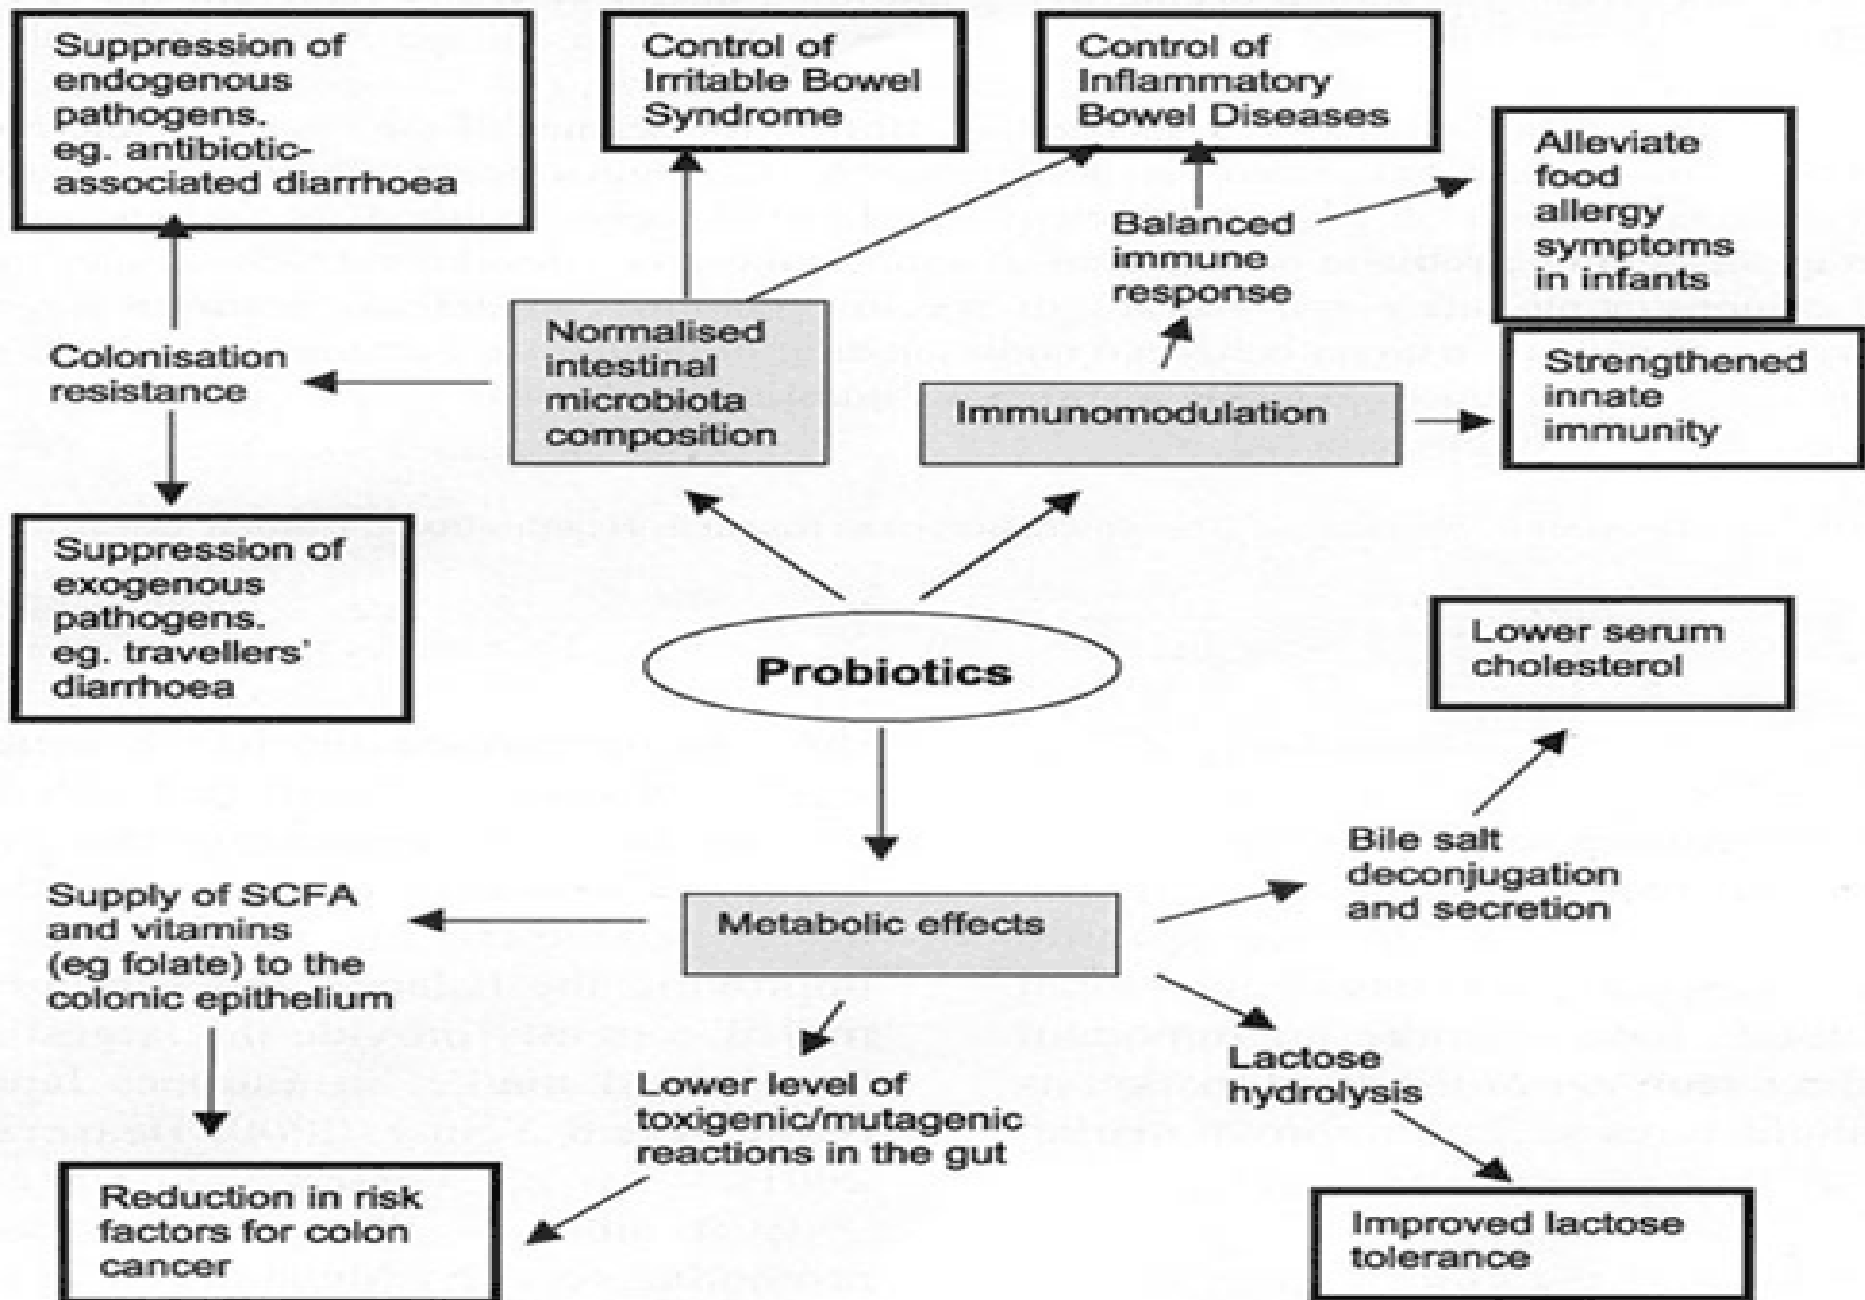 Suppression of
endogenous
pathogens.
eg. antibiotic-
associated diarrhoea
Control of
Irritable Bowel
Syndrome
Control of
Inflammatory
Bowel Diseases
Alleviate
food
allergy
symptoms
in infants
Balanced
immune
response
Normalised
intestinal
microbiota
composition
Colonisation
resistance
Immunomodulation
Strengthened
innate
immunity
Suppression of
exogenous
pathogens.
eg. travellers'
diarrhoea
Probiotics
Lower serum
cholesterol
Bile salt
deconjugation
and secretion
Metabolic effects
Supply of SCFA
and vitamins
(eg folate) to the
colonic epithelium
Lactose
hydrolysis
Lower level of
toxigenic/mutagenic
reactions in the gut
Reduction in risk
factors for colon
cancer
Improved lactose
tolerance